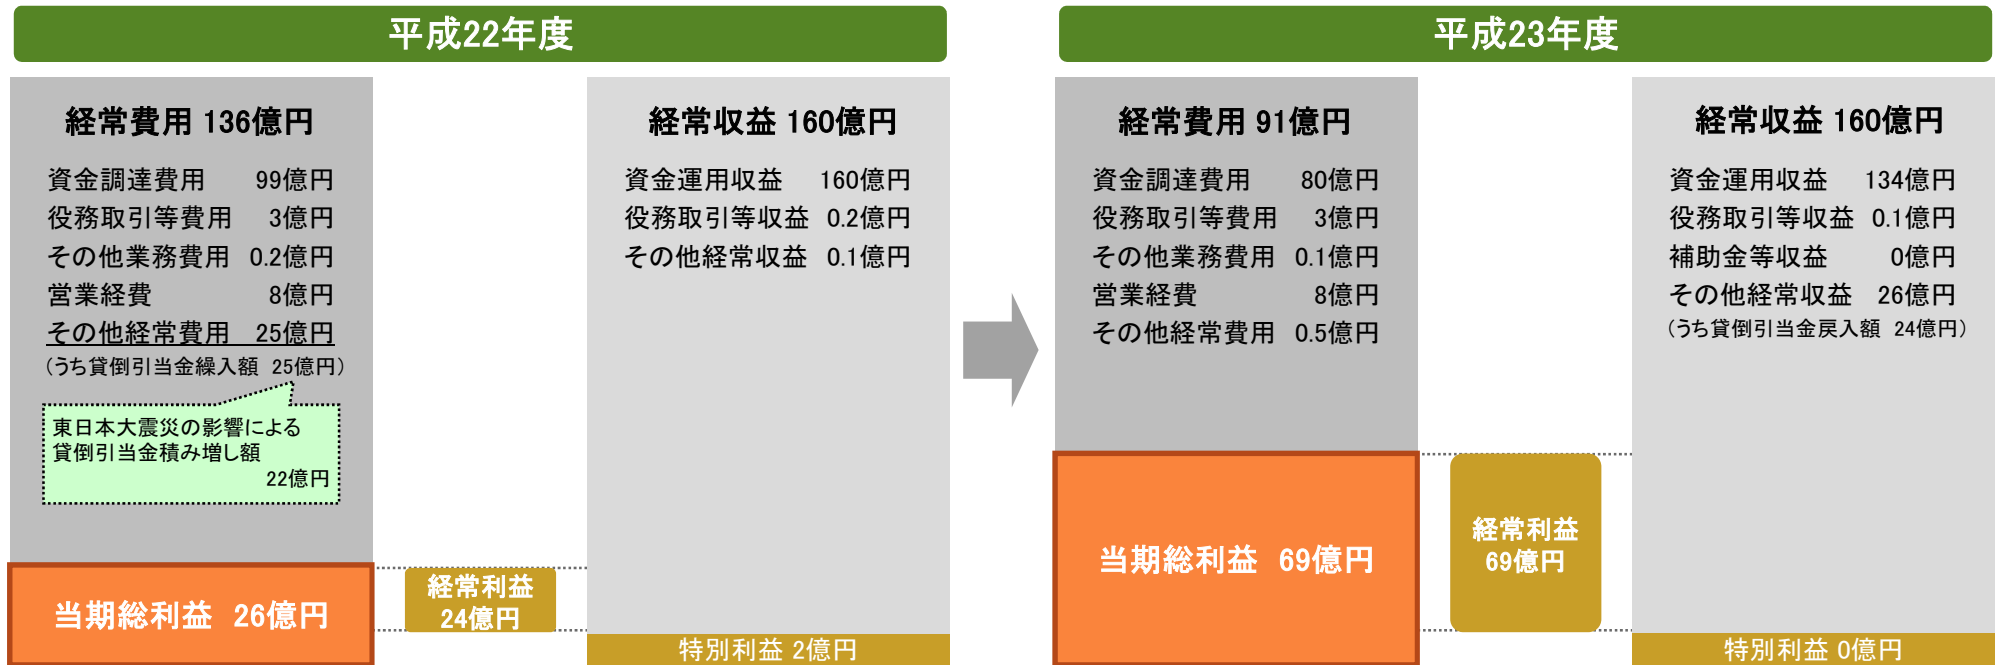 平成22年度
経常費用 136億円
資金調達費用 99億円
役務取引等費用 3億円
その他業務費用 0.2億円
営業経費 8億円
その他経常費用 25億円
（うち貸倒引当金繰入額 25億円）
東日本大震災の影響による
貸倒引当金積み増し額
22億円
当期総利益 26億円
経常利益
24億円
経常収益 160億円
資金運用収益 160億円
役務取引等収益 0.2億円
その他経常収益 0.1億円
特別利益 2億円
平成23年度
経常費用 91億円
資金調達費用 80億円
役務取引等費用 3億円
その他業務費用 0.1億円
営業経費 8億円
その他経常費用 0.5億円
当期総利益 69億円
経常利益
69億円
経常収益 160億円
資金運用収益 134億円
役務取引等収益 0.1億円
補助金等収益 0億円
その他経常収益 26億円
（うち貸倒引当金戻入額 24億円）
特別利益 0億円